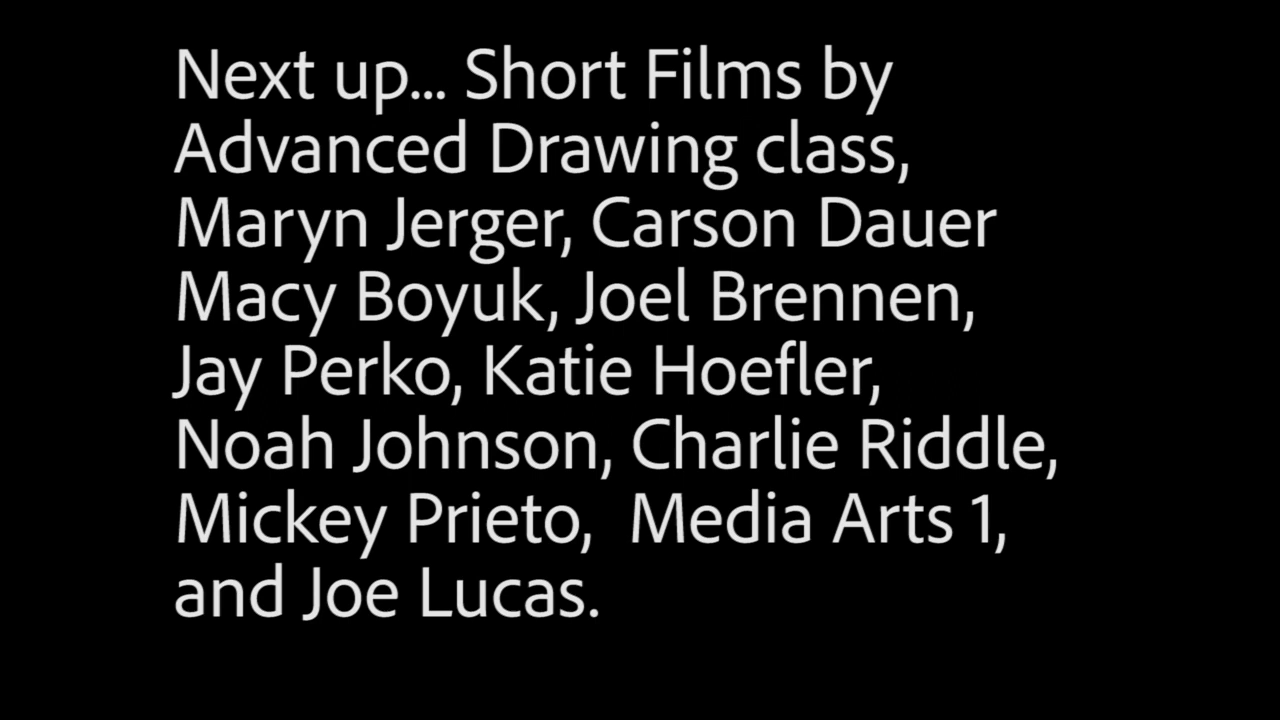 Next up... Short Films by
Advanced Drawing class,
Maryn Jerger, Carson Dauer
Macy Boyuk, Joel Brennen,
Jay Perko, Katie Hoefler,
Noah Johnson, Charlie Riddle,
Mickey Prieto,  Media Arts 1,
and Joe Lucas.